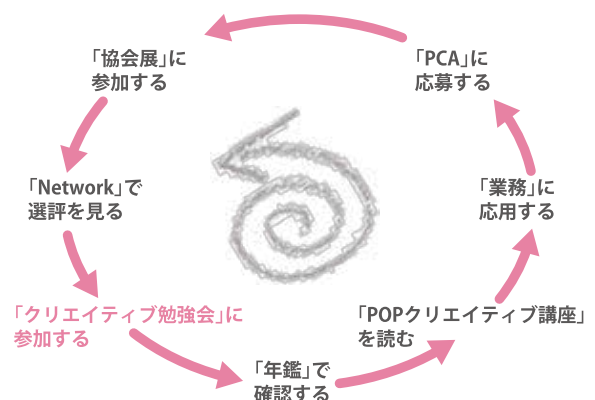 「協会展」に
参加する
「PCA」に
応募する
「Network」で
選評を見る
「業務」に
応用する
「クリエイティブ勉強会」に
参加する
「POPクリエイティブ講座」
を読む
「年鑑」で
確認する